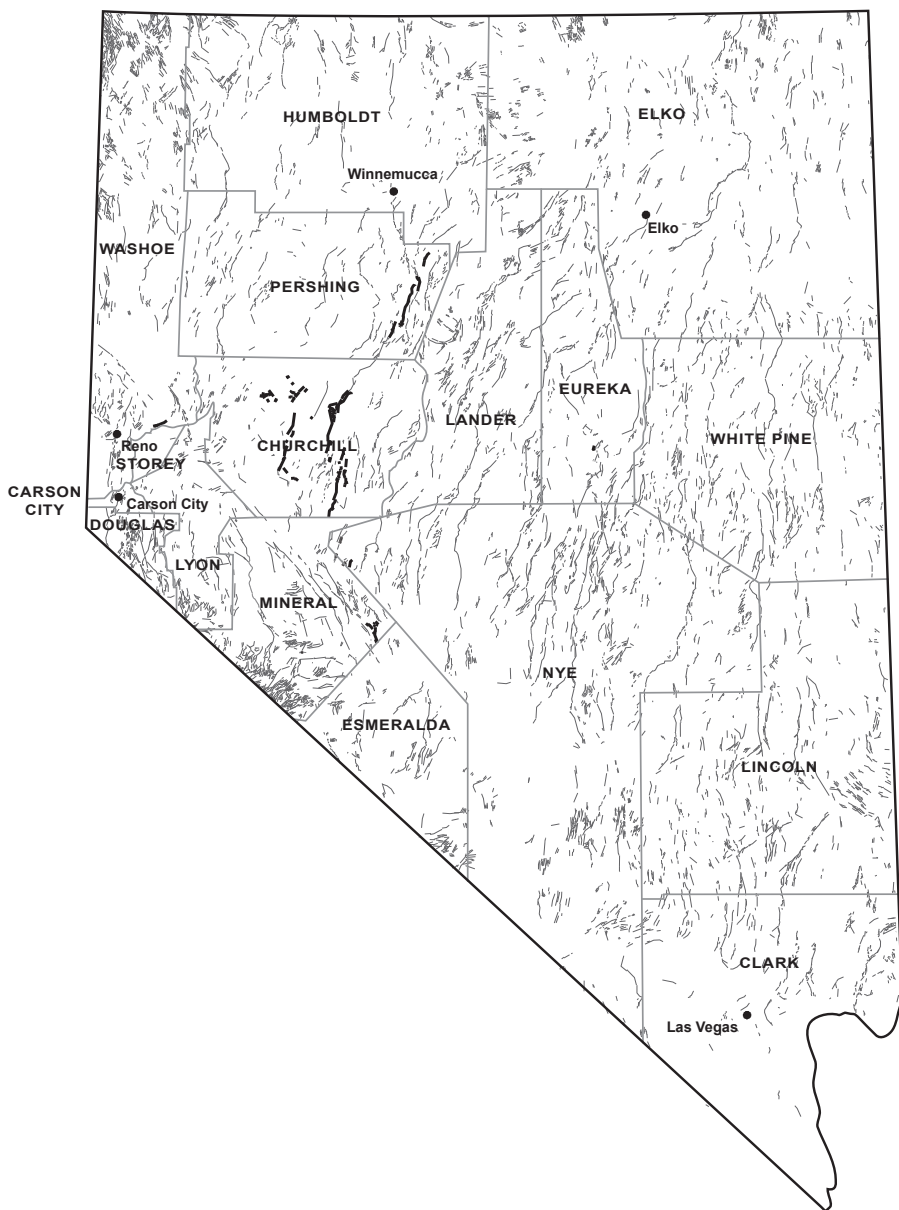 HUMBOLDT
ELKO
Winnemucca
Elko
WASHOE
PERSHING
EUREKA
LANDER
WHITE PINE
Reno
CHURCHILL
STOREY
CARSON
CITY
Carson City
DOUGLAS
LYON
MINERAL
NYE
ESMERALDA
LINCOLN
CLARK
Las Vegas